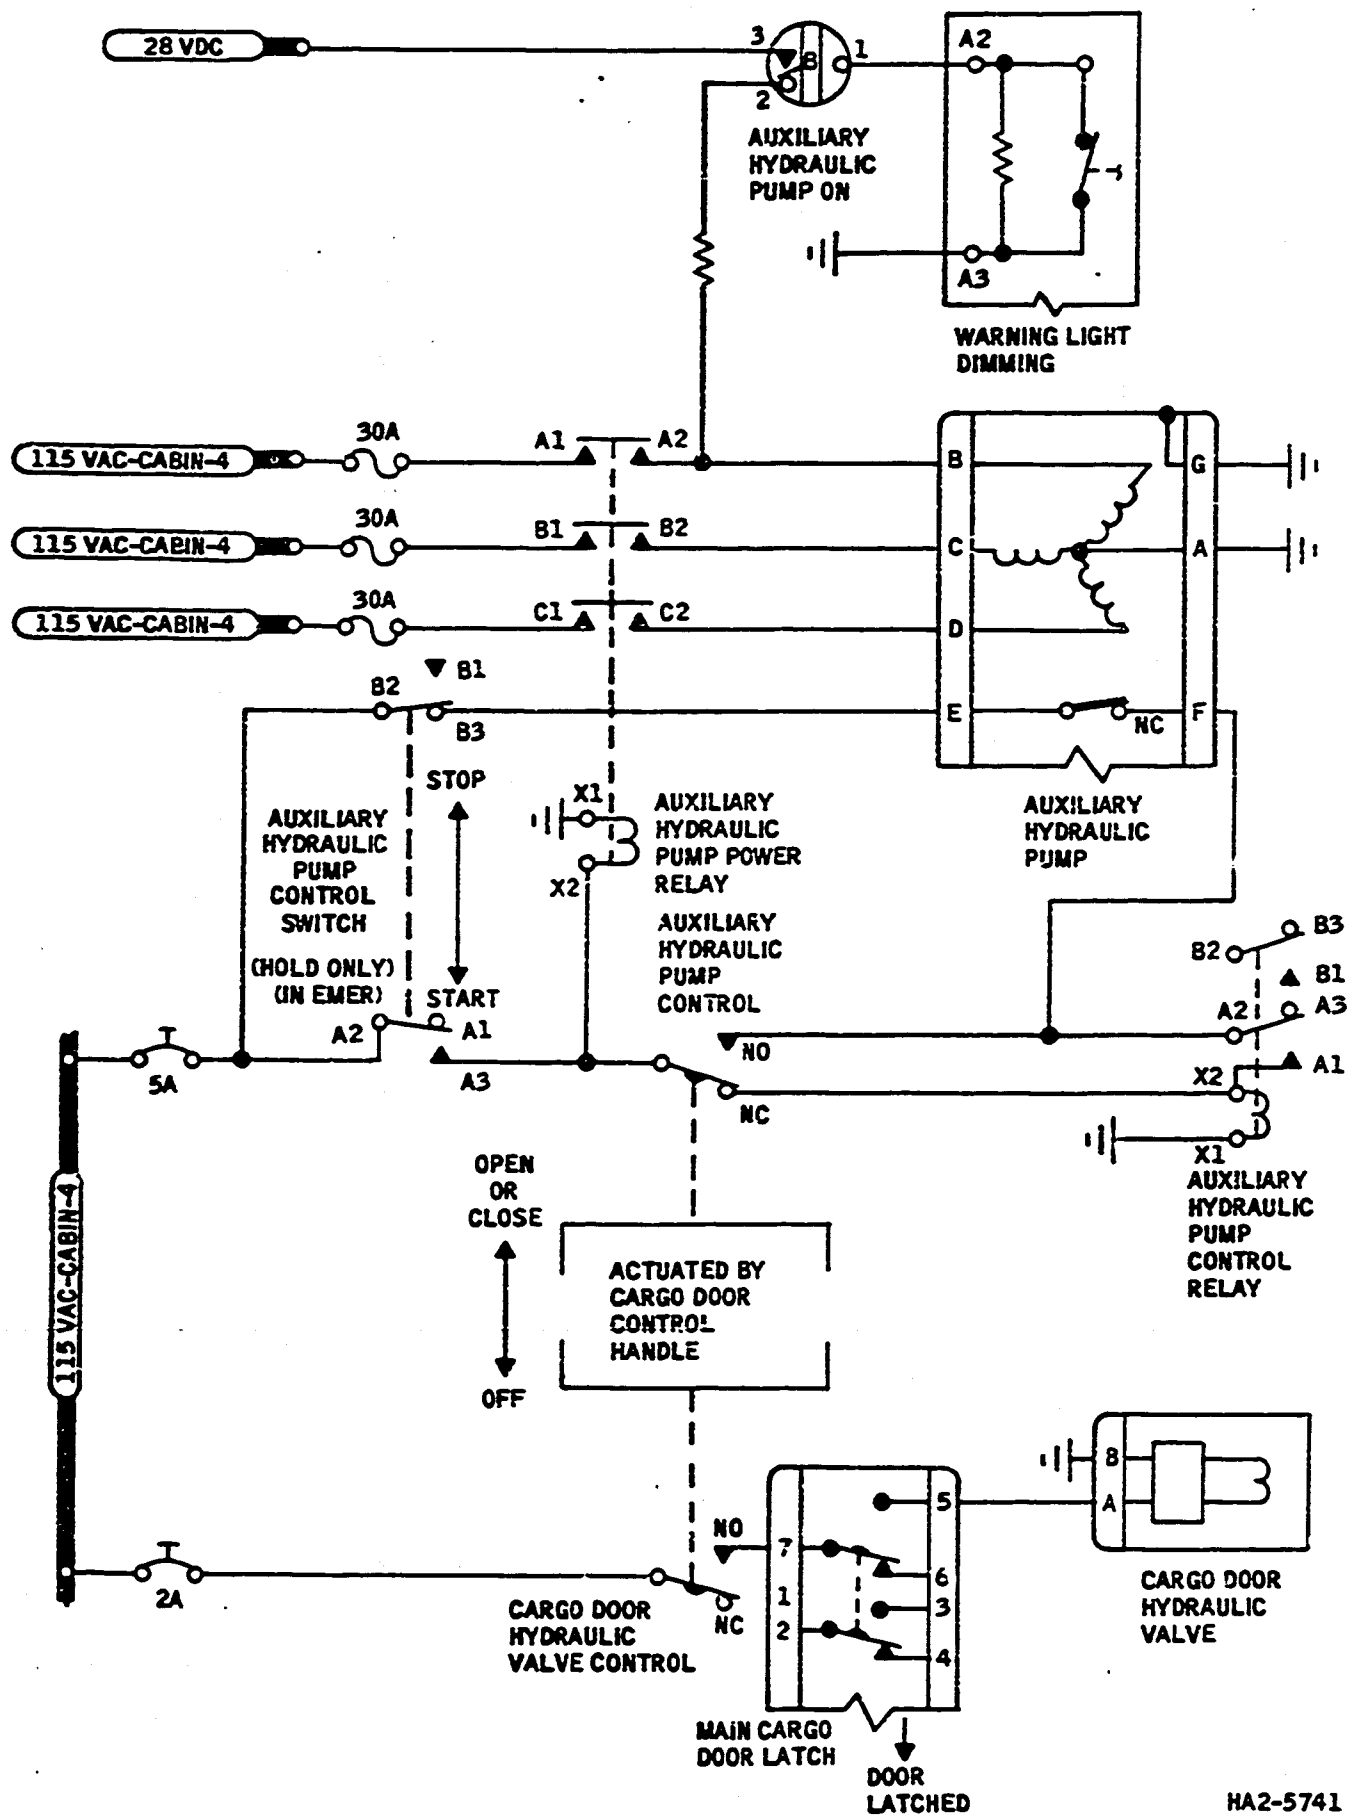 28 VDC
3
B
1
2
AUXILIARY
HYDRAULIC
PUMP ON
A2
A3
WARNING LIGHT
DIMMING
115 VAC-CABIN-4
30A
A1
A2
B
G
115 VAC-CABIN-4
30A
B1
B2
C
A
115 VAC-CABIN-4
30A
C1
C2
D
B1
B2
B3
E
NC
F
STOP
AUXILIARY
HYDRAULIC
PUMP
CONTROL
SWITCH
(HOLD ONLY)
(IN EMER)
START
X1
X2
AUXILIARY
HYDRAULIC
PUMP POWER
RELAY
AUXILIARY
HYDRAULIC
PUMP
AUXILIARY
HYDRAULIC
PUMP
CONTROL
B3
B2
B1
A2
A3
A1
X2
X1
AUXILIARY
HYDRAULIC
PUMP
CONTROL
RELAY
A2
A1
A3
NO
NC
5A
115 VAC-CABIN-4
OPEN
OR
CLOSE
OFF
ACTUATED BY
CARGO DOOR
CONTROL
HANDLE
2A
CARGO DOOR
HYDRAULIC
VALVE CONTROL
NO
NC
7
1
2
5
6
3
4
MAIN CARGO
DOOR LATCH
DOOR
LATCHED
B
A
CARGO DOOR
HYDRAULIC
VALVE
HA2-5741